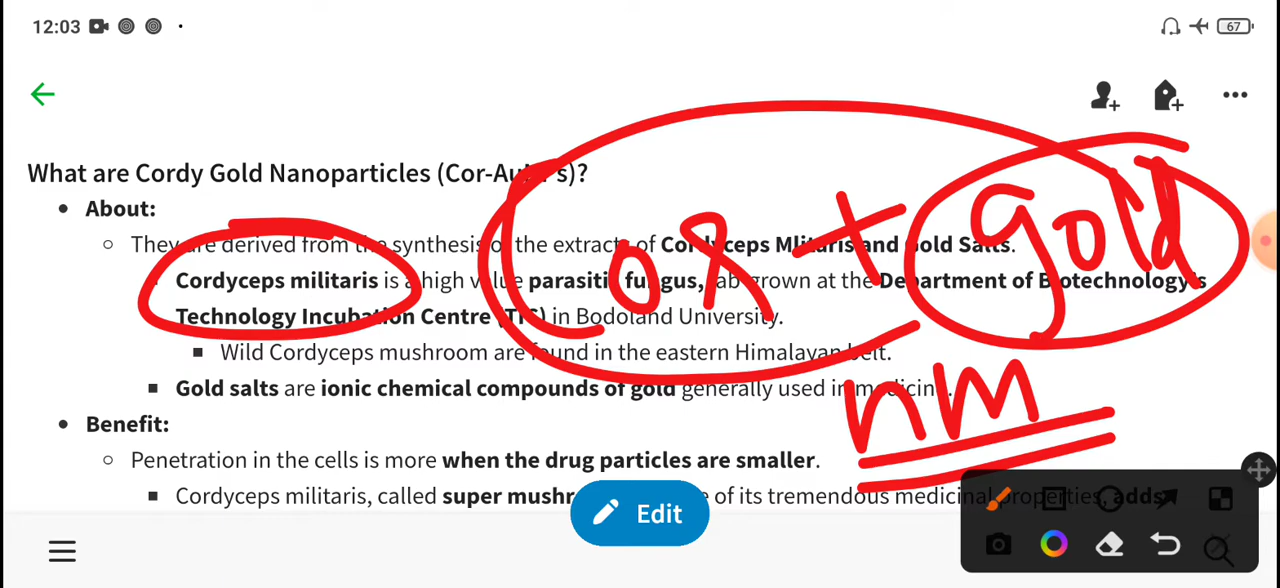 12:03
67
What are Cordy Gold Nanoparticles (Cor-AuNPs)?
About:
They are derived from the synthesis of the extracts of Cordyceps Mlitaris and Gold Salts.
Cordyceps militaris is a high value parasitic fungus, lab grown at the Department of Biotechnology's
Technology Incubation Centre (TIC) in Bodoland University.
Wild Cordyceps mushroom are found in the eastern Himalayan belt.
Gold salts are ionic chemical compounds of gold generally used in medicine.
Benefit:
Penetration in the cells is more when the drug particles are smaller.
Cordyceps militaris, called super of its tremendous medicinal properties, adds
Edit
cor + gold
nm